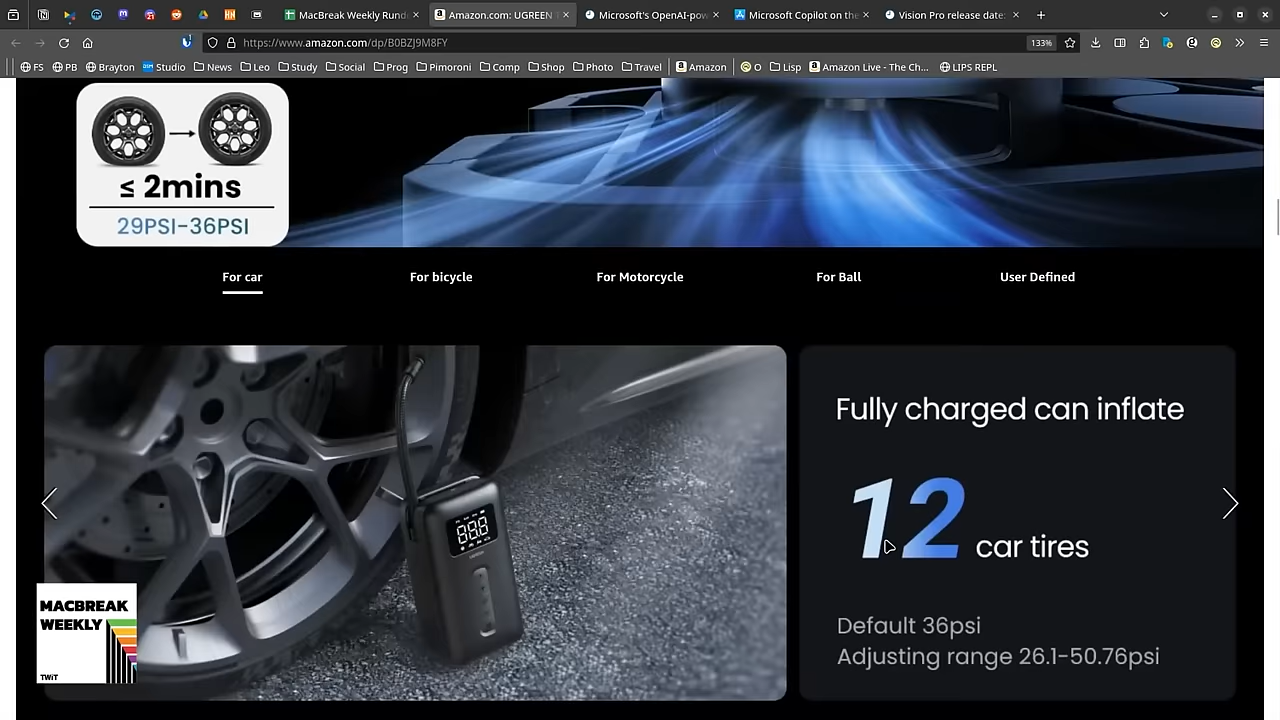 MacBreak Weekly Rund
Amazon.com: UGREEN
Microsoft's OpenAI-pow
Microsoft Copilot on the
Vision Pro release date:
https://www.amazon.com/dp/B0BZJ9M8FY
133%
FS PB Brayton Studio News Leo Study Social Prog Pimoroni Comp Shop Photo Travel Amazon O Lisp Amazon Live - The Ch... LIPS REPL
≤ 2mins
29PSI-36PSI
For car For bicycle For Motorcycle For Ball User Defined
Fully charged can inflate
12 car tires
Default 36psi
Adjusting range 26.1-50.76psi
88.8
UGREEN
MACBREAK
WEEKLY
TWiT